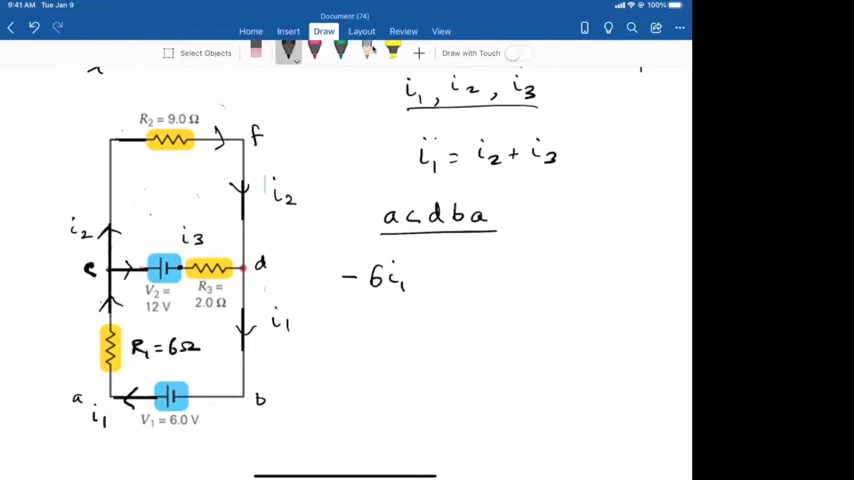 9:41 AM Tue Jan 9
100%
Document (74)
Home Insert Draw Layout Review View
Select Objects
Draw with Touch
i₁, i₂, i₃
R₂ = 9.0 Ω
f
i₁ = i₂ + i₃
i₂
a c d b a
i₂
i₃
c
d
V₂ =
12 V
R₃ =
2.0 Ω
- 6i₁
i₁
R₁ = 6Ω
a
b
i₁
V₁ = 6.0 V